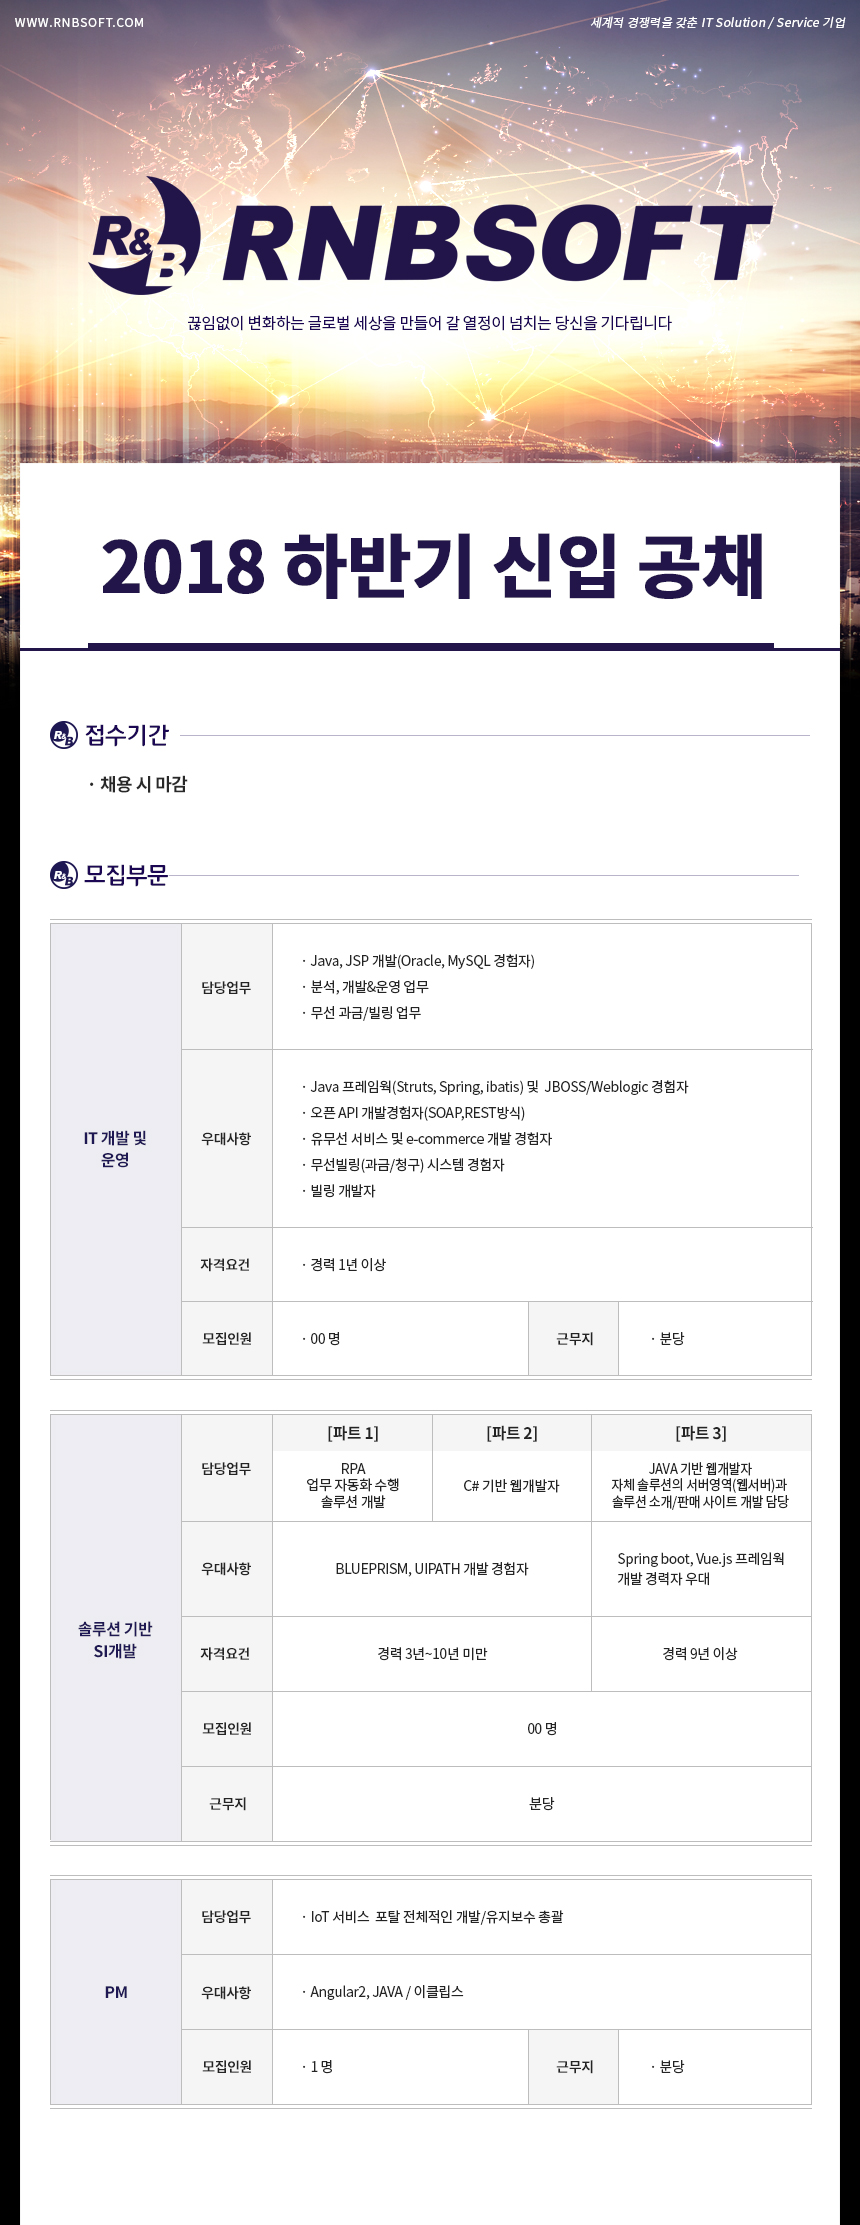 WWW.RNBSOFT.COM
세계적 경쟁력을 갖춘 IT Solution / Service 기업
R&B RNBSOFT
끊임없이 변화하는 글로벌 세상을 만들어 갈 열정이 넘치는 당신을 기다립니다
2018 하반기 신입 공채
R&B 접수기간
· 채용 시 마감
R&B 모집부문
IT 개발 및
운영
담당업무
· Java, JSP 개발(Oracle, MySQL 경험자)
· 분석, 개발&운영 업무
· 무선 과금/빌링 업무
우대사항
· Java 프레임웍(Struts, Spring, ibatis) 및 JBOSS/Weblogic 경험자
· 오픈 API 개발경험자(SOAP,REST방식)
· 유무선 서비스 및 e-commerce 개발 경험자
· 무선빌링(과금/청구) 시스템 경험자
· 빌링 개발자
자격요건
· 경력 1년 이상
모집인원
· 00 명
근무지
· 분당
솔루션 기반
SI개발
담당업무
[파트 1]
RPA
업무 자동화 수행
솔루션 개발
[파트 2]
C# 기반 웹개발자
[파트 3]
JAVA 기반 웹개발자
자체 솔루션의 서버영역(웹서버)과
솔루션 소개/판매 사이트 개발 담당
우대사항
BLUEPRISM, UIPATH 개발 경험자
Spring boot, Vue.js 프레임웍
개발 경력자 우대
자격요건
경력 3년~10년 미만
경력 9년 이상
모집인원
00 명
근무지
분당
PM
담당업무
· IoT 서비스 포탈 전체적인 개발/유지보수 총괄
우대사항
· Angular2, JAVA / 이클립스
모집인원
· 1 명
근무지
· 분당